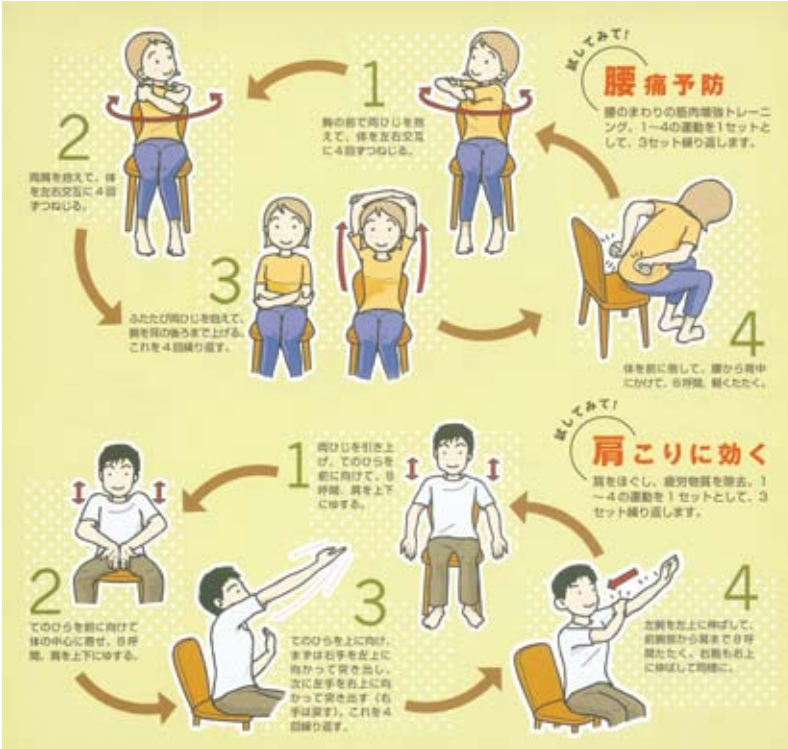 試してみて!
腰痛予防
腰のまわりの筋肉増強トレーニ
ング。1〜4の運動を1セットと
して、3セット繰り返します。
1
胸の前で両ひじを抱
えて、体を左右交互
に4回ずつねじる。
2
両肩を抱えて、体
を左右交互に4回
ずつねじる。
3
ふたたび両ひじを抱えて、
腕を耳の後ろまで上げる。
これを4回繰り返す。
4
体を前に倒して、腰から背中
にかけて、8呼間、軽くたたく。
試してみて!
肩こりに効く
肩をほぐし、疲労物質を除去。1
〜4の運動を1セットとして、3
セット繰り返します。
1
両ひじを引き上
げ、てのひらを
前に向けて、8
呼間、肩を上下
にゆする。
2
てのひらを前に向けて
体の中心に寄せ、8呼
間、肩を上下にゆする。
3
てのひらを上に向け、
まずは右手を左上に
向かって突き出し、
次に左手を右上に向
かって突き出す(右
手は戻す)。これを4
回繰り返す。
4
左腕を左上に伸ばして、
前腕部から肩まで8呼
間たたく。右腕も右上
に伸ばして同様に。